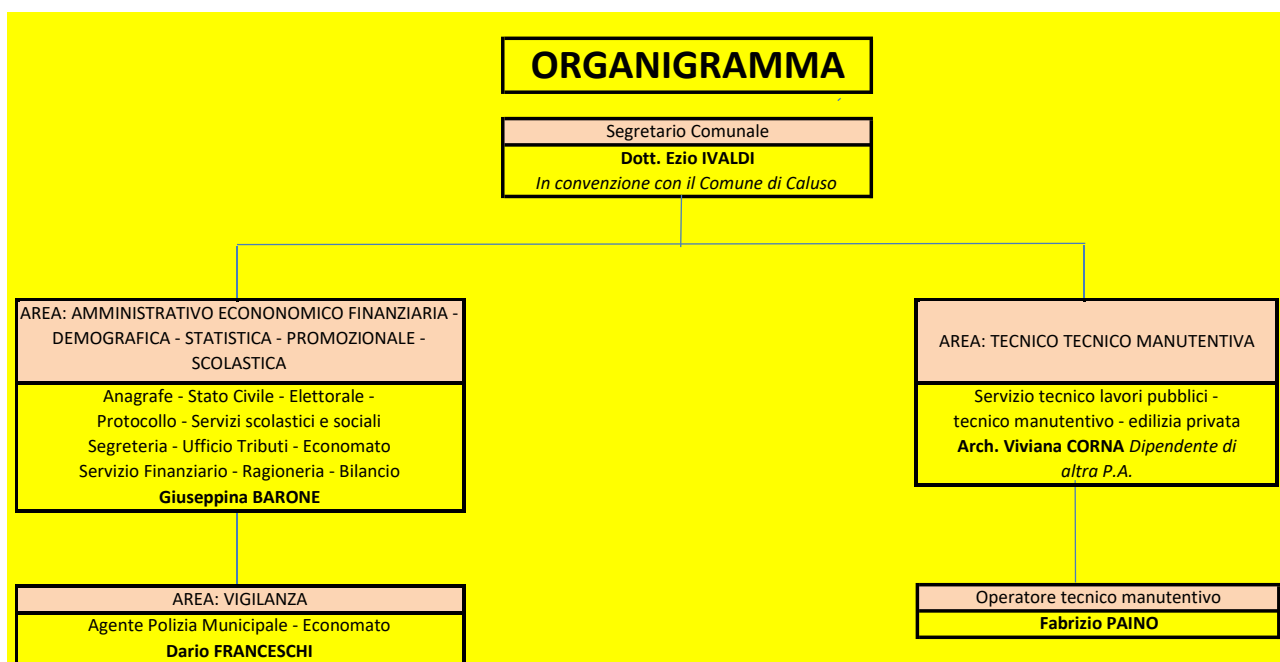 ORGANIGRAMMA
Segretario Comunale
Dott. Ezio IVALDI
In convenzione con il Comune di Caluso
AREA: AMMINISTRATIVO ECONONOMICO FINANZIARIA -
DEMOGRAFICA - STATISTICA - PROMOZIONALE -
SCOLASTICA
Anagrafe - Stato Civile - Elettorale -
Protocollo - Servizi scolastici e sociali
Segreteria - Ufficio Tributi - Economato
Servizio Finanziario - Ragioneria - Bilancio
Giuseppina BARONE
AREA: TECNICO TECNICO MANUTENTIVA
Servizio tecnico lavori pubblici -
tecnico manutentivo - edilizia privata
Arch. Viviana CORNA Dipendente di
altra P.A.
AREA: VIGILANZA
Agente Polizia Municipale - Economato
Dario FRANCESCHI
Operatore tecnico manutentivo
Fabrizio PAINO